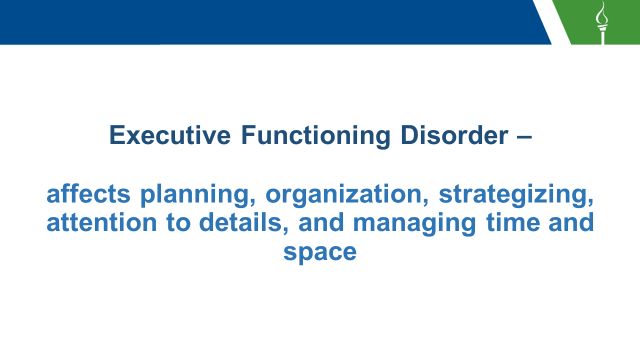 Executive Functioning Disorder –
affects planning, organization, strategizing,
attention to details, and managing time and
space